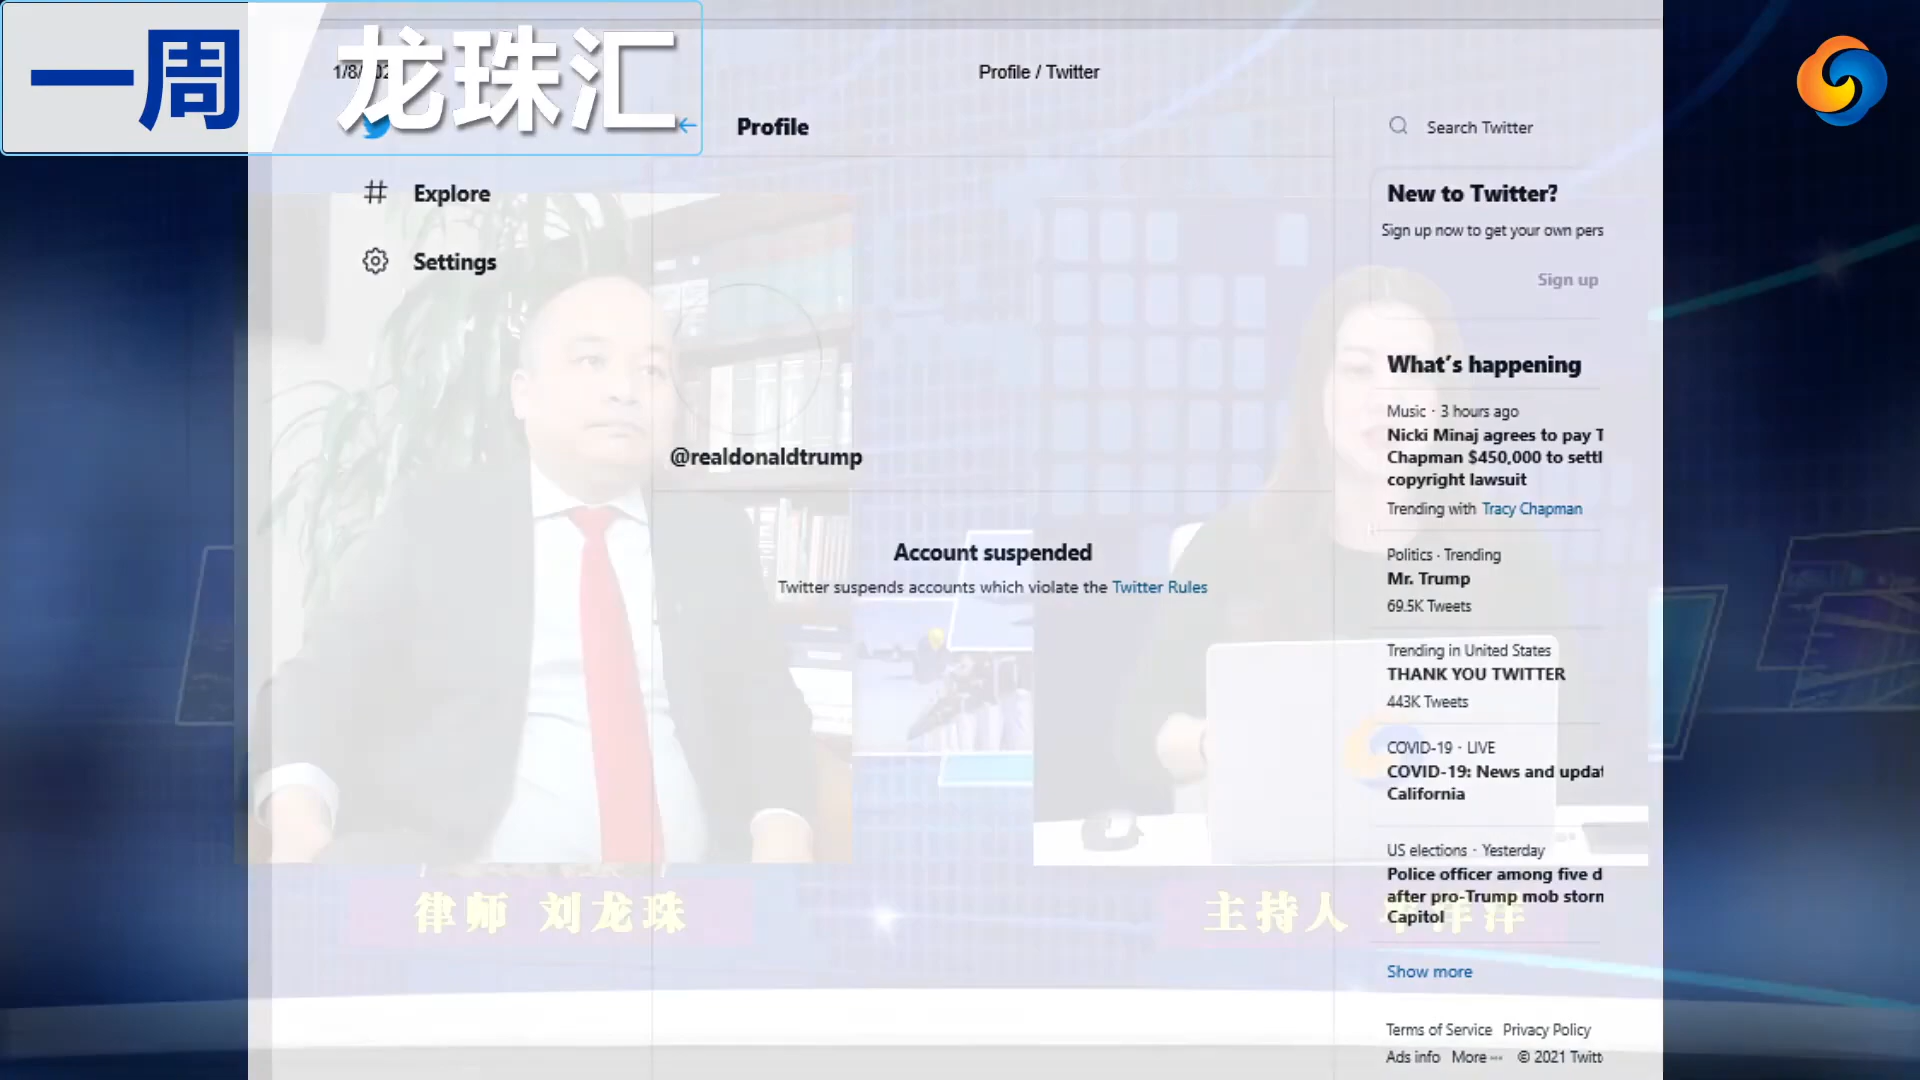 一周 龙珠汇
Profile / Twitter
Profile
Search Twitter
Explore
Settings
New to Twitter?
Sign up now to get your own pers
Sign up
@realdonaldtrump
Account suspended
Twitter suspends accounts which violate the Twitter Rules
What's happening
Music · 3 hours ago
Nicki Minaj agrees to pay T
Chapman $450,000 to settl
copyright lawsuit
Trending with Tracy Chapman
Politics · Trending
Mr. Trump
69.5K Tweets
Trending in United States
THANK YOU TWITTER
443K Tweets
COVID-19 · LIVE
COVID-19: News and updat
California
US elections · Yesterday
Police officer among five d
after pro-Trump mob storn
Capitol
Show more
Terms of Service Privacy Policy
Ads info More ··· © 2021 Twitt
律师 刘龙珠
主持人